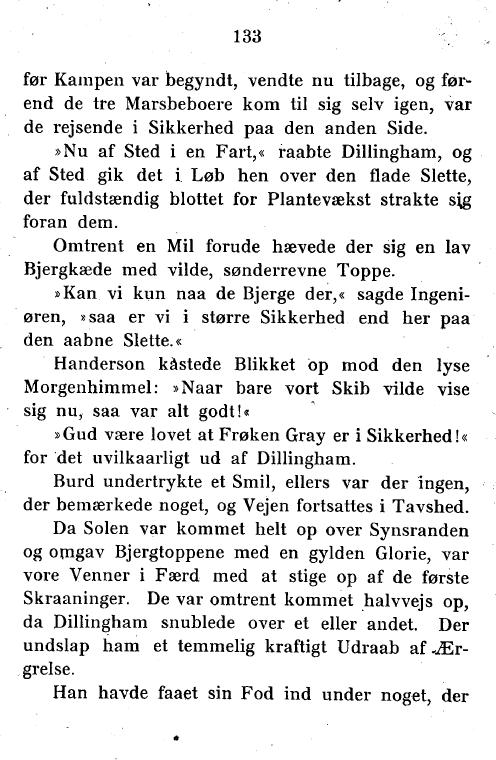 133
før Kampen var begyndt, vendte nu tilbage, og før-
end de tre Marsbeboere kom til sig selv igen, var
de rejsende i Sikkerhed paa den anden Side.
»Nu af Sted i en Fart,« raabte Dillingham, og
af Sted gik det i Løb hen over den flade Slette,
der fuldstændig blottet for Plantevækst strakte sig
foran dem.
Omtrent en Mil forude hævede der sig en lav
Bjergkæde med vilde, sønderrevne Toppe.
»Kan vi kun naa de Bjerge der,« sagde Ingeni-
øren, »saa er vi i større Sikkerhed end her paa
den aabne Slette.«
Handerson kastede Blikket op mod den lyse
Morgenhimmel: »Naar bare vort Skib vilde vise
sig nu, saa var alt godt!«
»Gud være lovet at Frøken Gray er i Sikkerhed!«
for det uvilkaarligt ud af Dillingham.
Burd undertrykte et Smil, ellers var der ingen,
der bemærkede noget, og Vejen fortsattes i Tavshed.
Da Solen var kommet helt op over Synsranden
og omgav Bjergtoppene med en gylden Glorie, var
vore Venner i Færd med at stige op af de første
Skraaninger. De var omtrent kommet halvvejs op,
da Dillingham snublede over et eller andet. Der
undslap ham et temmelig kraftigt Udraab af Ær-
grelse.
Han havde faaet sin Fod ind under noget, der